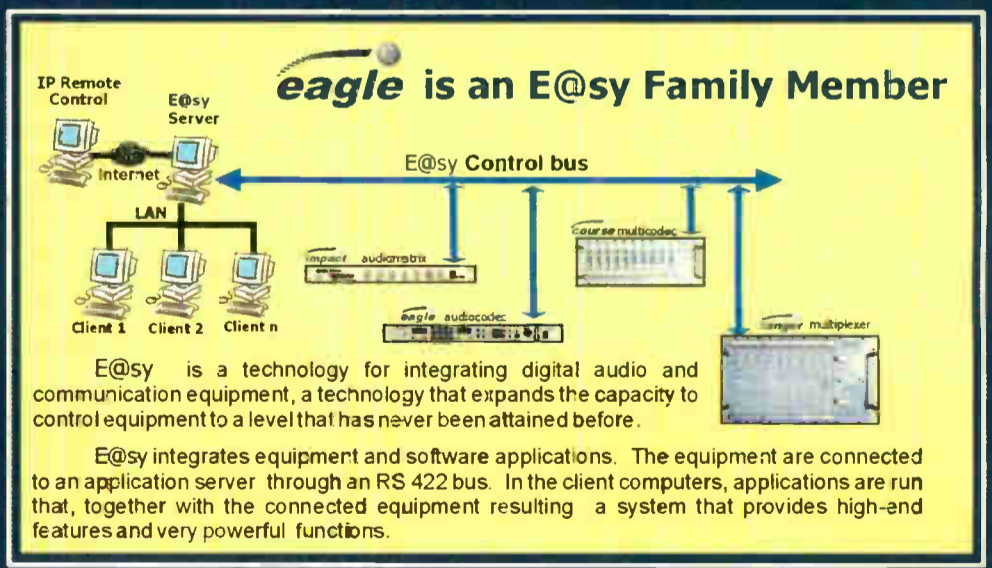 eagle is an E@sy Family Member
IP Remote
Control
E@sy
Server
Internet
E@sy Control bus
LAN
Client 1
Client 2
Client n
impact audiomatrix
course multicodec
eagle audiocodec
multiplexer
E@sy is a technology for integrating digital audio and
communication equipment, a technology that expands the capacity to
control equipment to a level that has never been attained before.
E@sy integrates equipment and software applications. The equipment are connected
to an application server through an RS 422 bus. In the client computers, applications are run
that, together with the connected equipment resulting a system that provides high-end
features and very powerful functions.